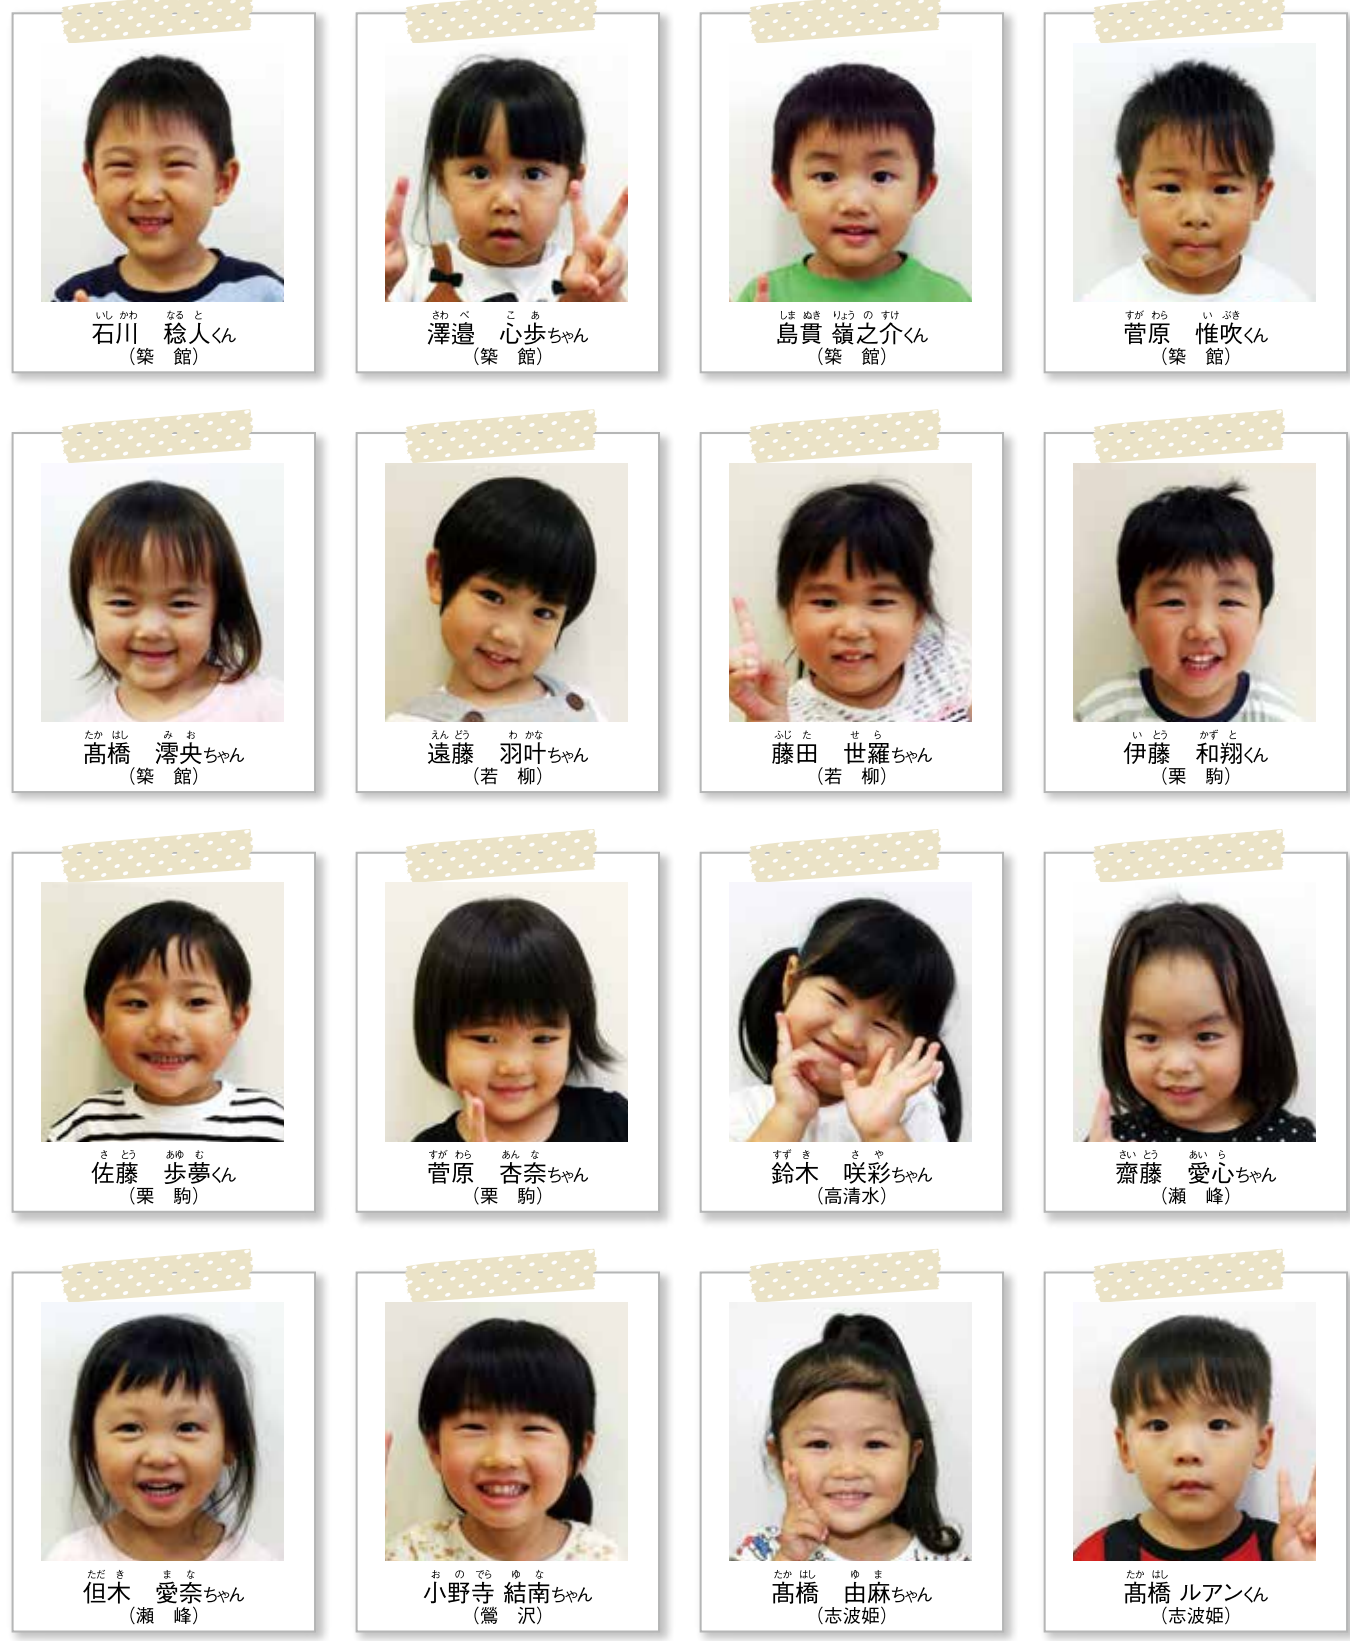 いし かわ なる と
石川 稔人くん
（築 館）
さわ べ こ あ
澤邉 心歩ちゃん
（築 館）
しま ぬき りょう の すけ
島貫 嶺之介くん
（築 館）
すが わら い ぶき
菅原 惟吹くん
（築 館）
たか はし み お
髙橋 澪央ちゃん
（築 館）
えん どう わ かな
遠藤 羽叶ちゃん
（若 柳）
ふじ た せ ら
藤田 世羅ちゃん
（若 柳）
い とう かず と
伊藤 和翔くん
（栗 駒）
さ とう あゆ む
佐藤 歩夢くん
（栗 駒）
すが わら あん な
菅原 杏奈ちゃん
（栗 駒）
すず き さ や
鈴木 咲彩ちゃん
（高清水）
さい とう あい ら
齋藤 愛心ちゃん
（瀬 峰）
ただ き ま な
但木 愛奈ちゃん
（瀬 峰）
お の でら ゆ な
小野寺 結南ちゃん
（鶯 沢）
たか はし ゆ ま
髙橋 由麻ちゃん
（志波姫）
たか はし
髙橋 ルアンくん
（志波姫）